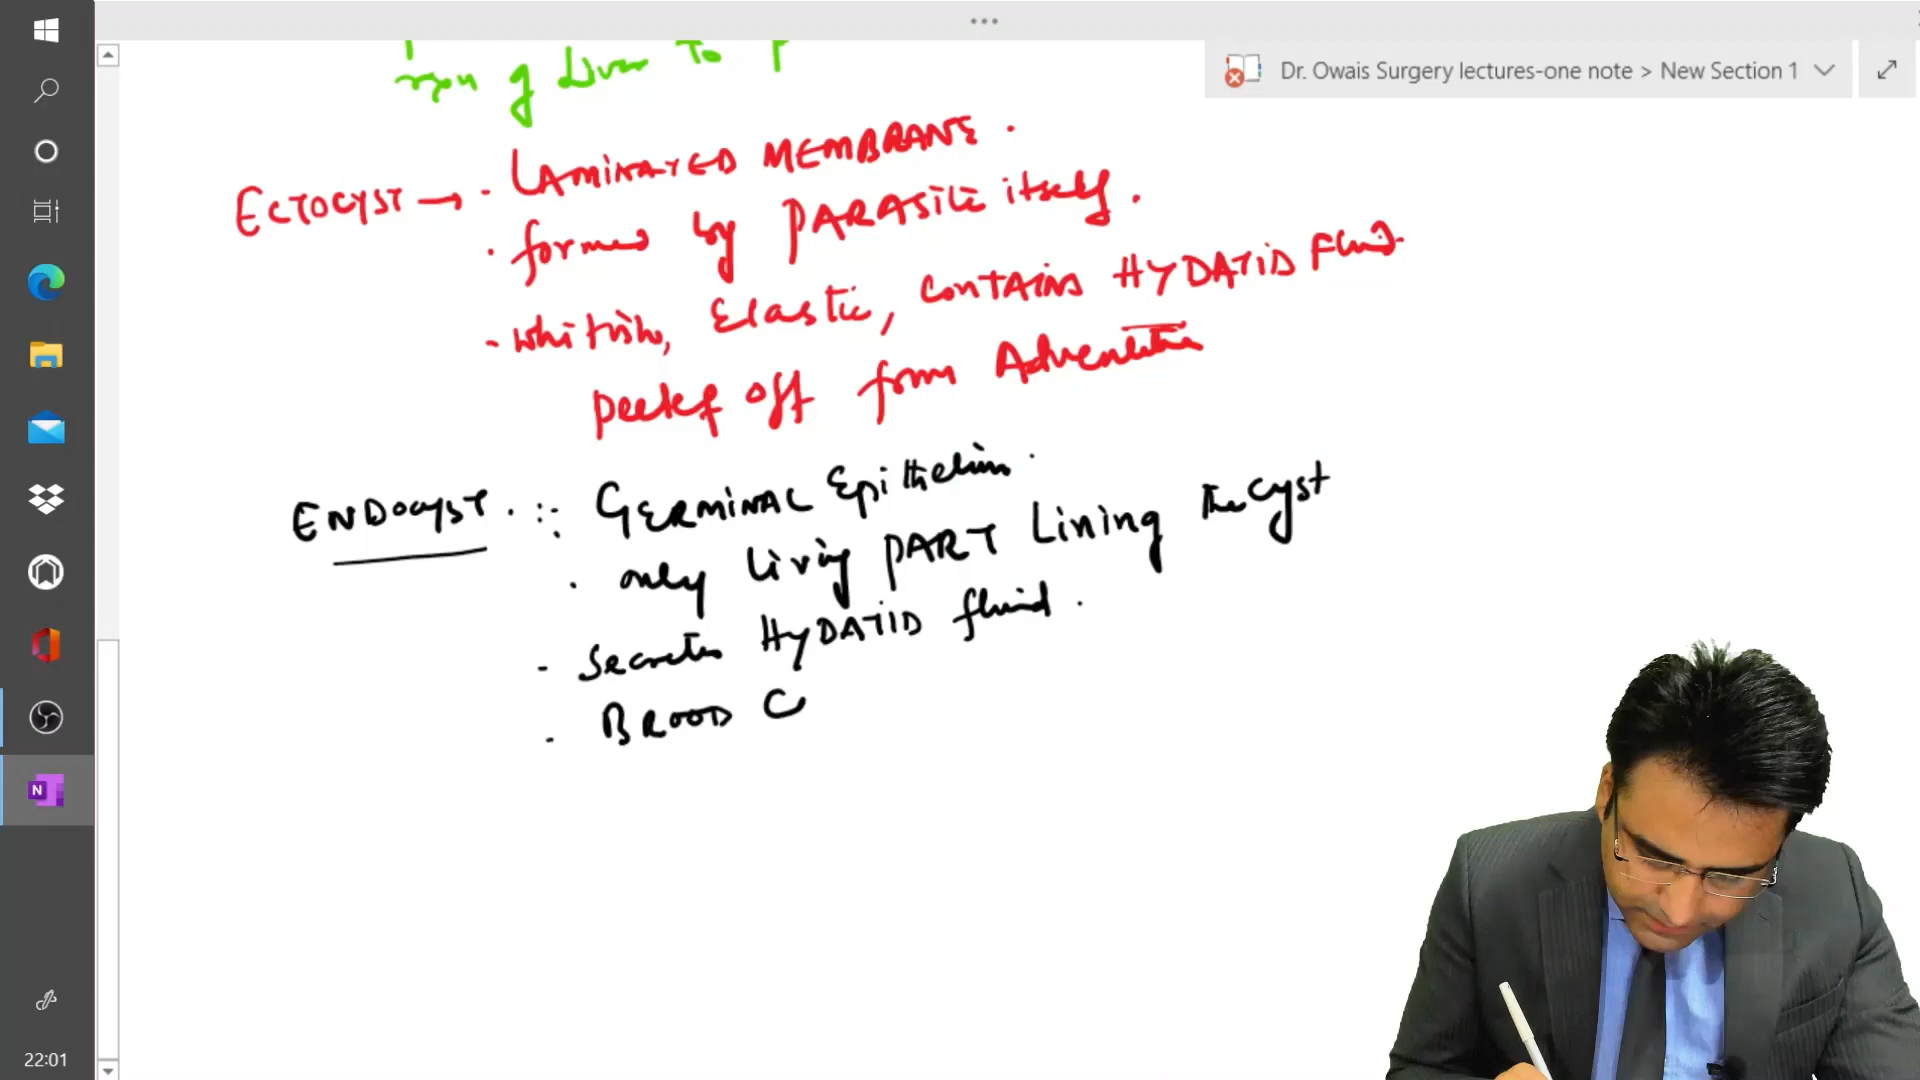 Dr. Owais Surgery lectures-one note > New Section 1
of Liver to P
ECTOCYST → · LAMINATED MEMBRANE.
· formed by PARASITE itself.
- whitish, Elastic, contains HYDATID Fluid.
off from Adventitia
ENDOCYST. :- GERMINAL Epithelium.
· only living PART Lining The cyst
- Secretes HYDATID fluid.
- BROOD C
N
22:01